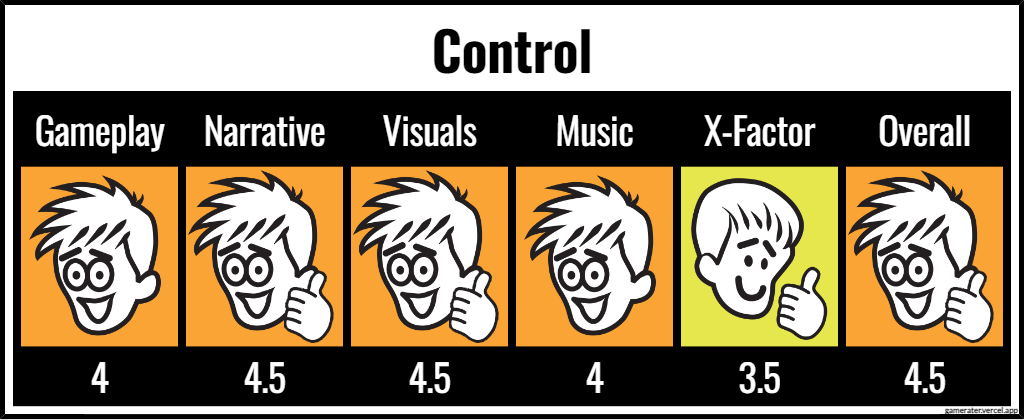 Control
Gameplay Narrative Visuals Music X-Factor Overall
4 4.5 4.5 4 3.5 4.5
gamerater.vercel.app